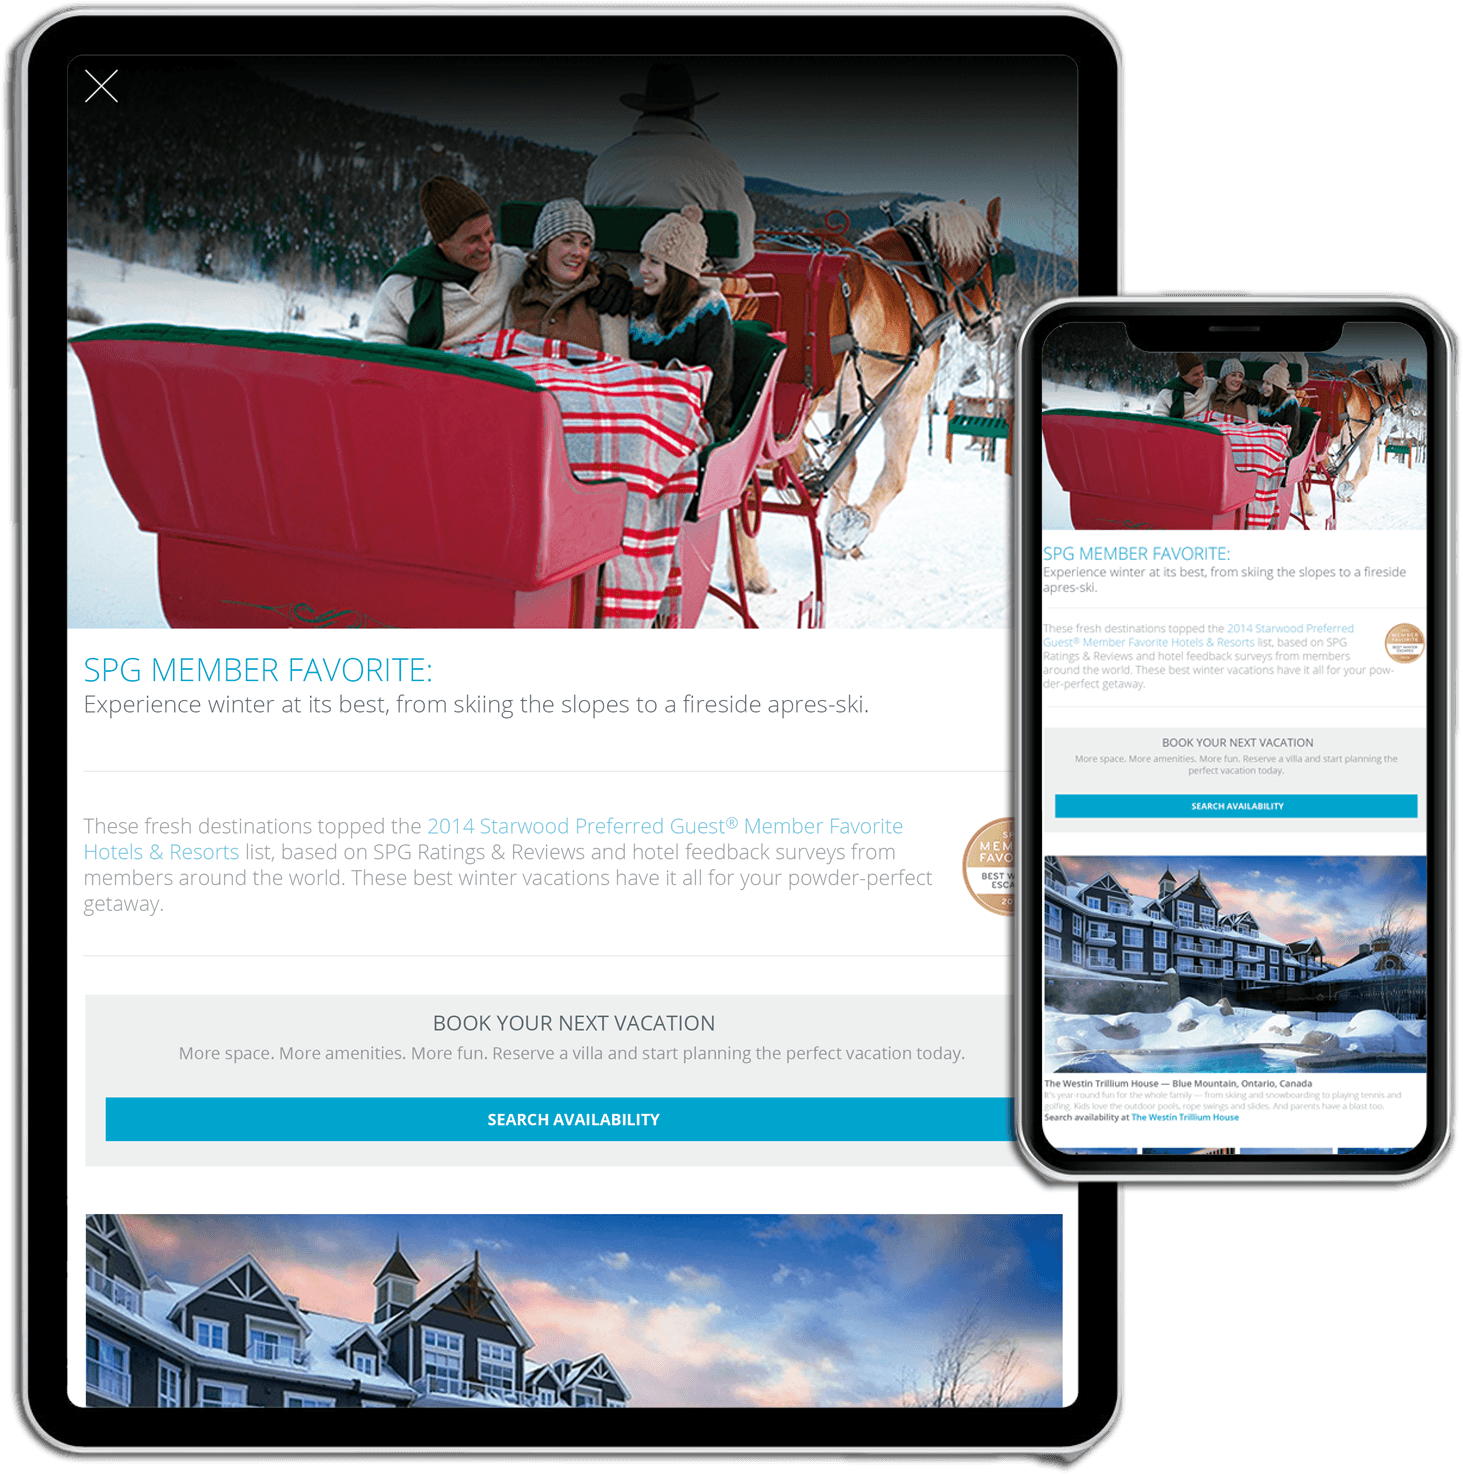 SPG MEMBER FAVORITE:
Experience winter at its best, from skiing the slopes to a fireside apres-ski.
These fresh destinations topped the 2014 Starwood Preferred Guest® Member Favorite
Hotels & Resorts list, based on SPG Ratings & Reviews and hotel feedback surveys from
members around the world. These best winter vacations have it all for your powder-perfect
getaway.
BOOK YOUR NEXT VACATION
More space. More amenities. More fun. Reserve a villa and start planning the perfect vacation today.
SEARCH AVAILABILITY
SPG MEMBER FAVORITE:
Experience winter at its best, from skiing the slopes to a fireside
apres-ski.
These fresh destinations topped the 2014 Starwood Preferred
Guest® Member Favorite Hotels & Resorts list, based on SPG
Ratings & Reviews and hotel feedback surveys from members
around the world. These best winter vacations have it all for your pow-
der-perfect getaway.
MEMBER
FAVORITE
BEST WINTER
ESCAPES
BOOK YOUR NEXT VACATION
More space. More amenities. More fun. Reserve a villa and start planning the
perfect vacation today.
SEARCH AVAILABILITY
The Westin Trillium House — Blue Mountain, Ontario, Canada
It's year-round fun for the whole family — from skiing and snowboarding to playing tennis and
golfing. Kids love the outdoor pools, rope swings and slides. And parents have a blast too.
Search availability at The Westin Trillium House